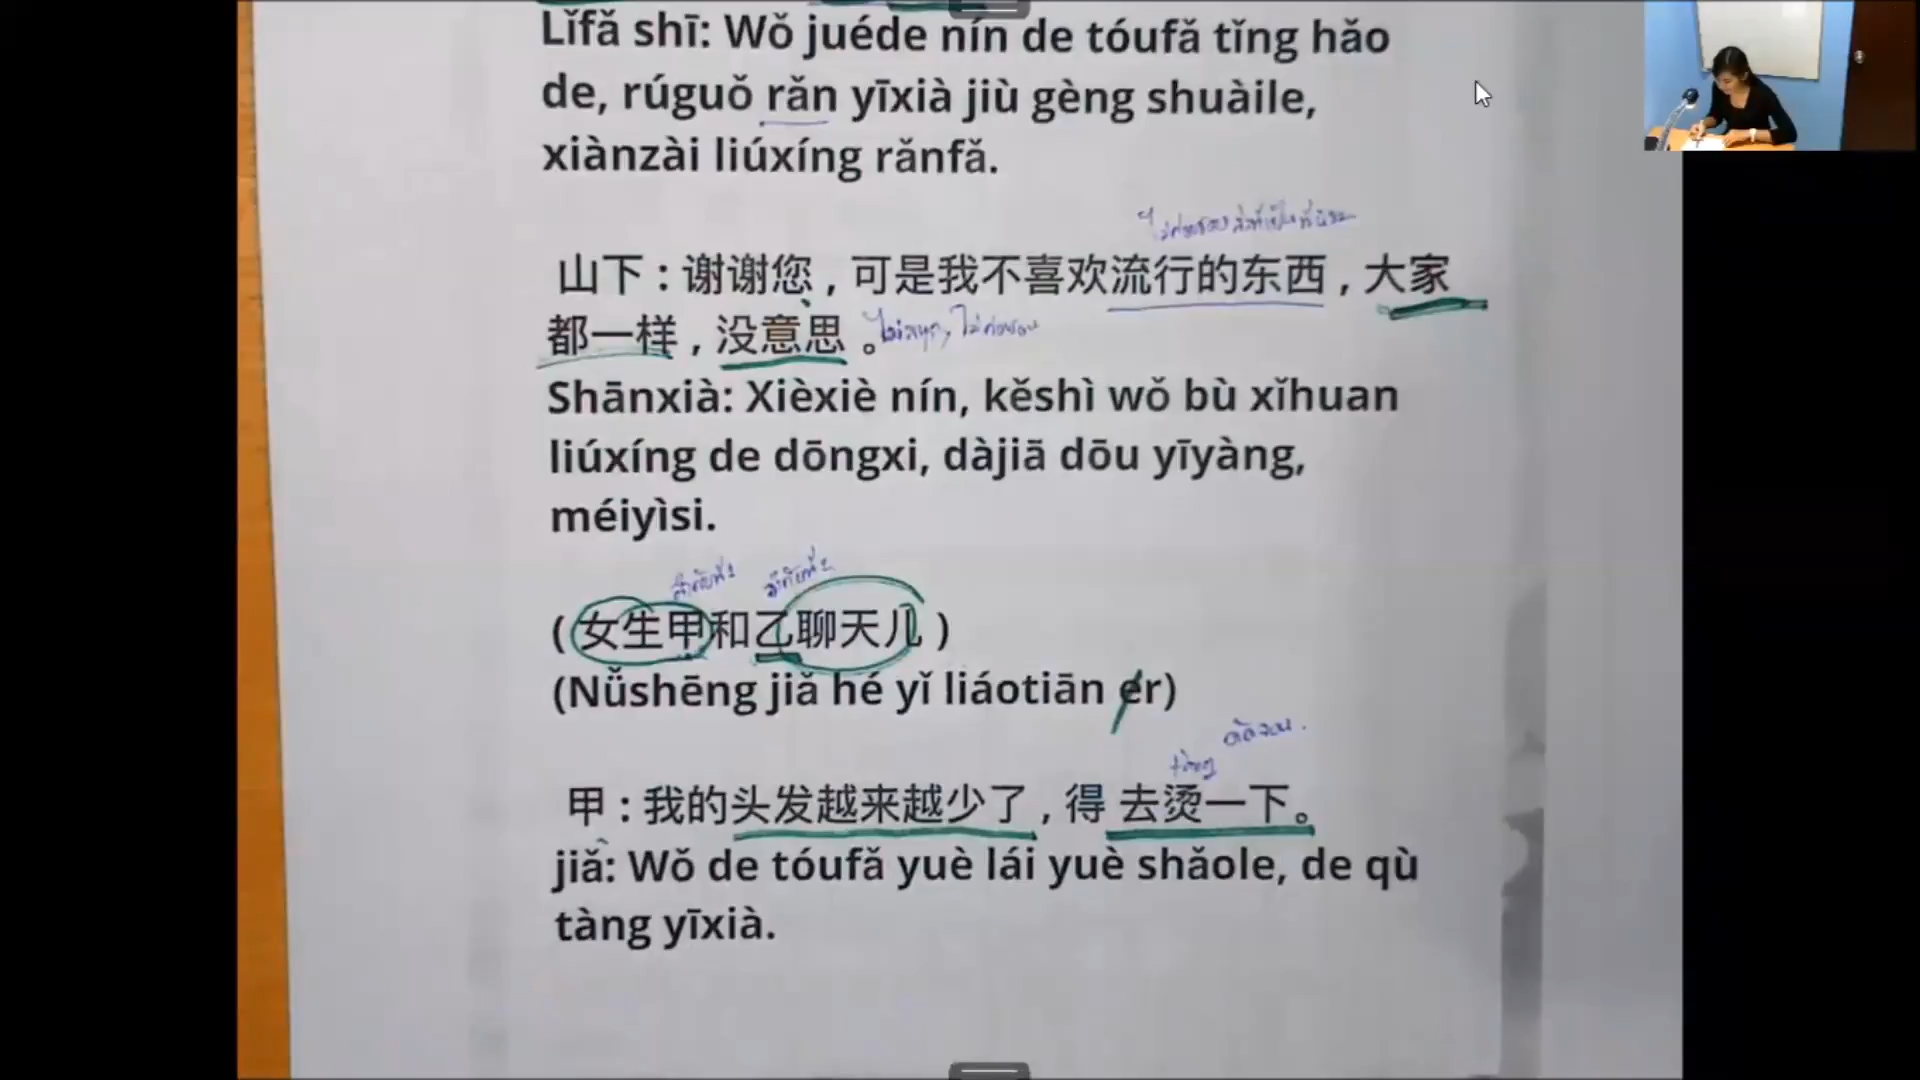 Lǐfǎ shī: Wǒ juéde nín de tóufǎ tǐng hǎo
de, rúguǒ rǎn yīxià jiù gèng shuàile,
xiànzài liúxíng rǎnfǎ.
山下 : 谢谢您 , 可是我不喜欢流行的东西 , 大家
都一样 , 没意思 。
Shānxià: Xièxiè nín, kěshì wǒ bù xǐhuan
liúxíng de dōngxi, dàjiā dōu yīyàng,
méiyìsi.
( 女生甲和乙聊天儿 )
(Nǚshēng jiǎ hé yǐ liáotiān er)
ดัดผม.
甲 : 我的头发越来越少了 , 得 去烫一下。
jiǎ: Wǒ de tóufǎ yuè lái yuè shǎole, de qù
tàng yīxià.